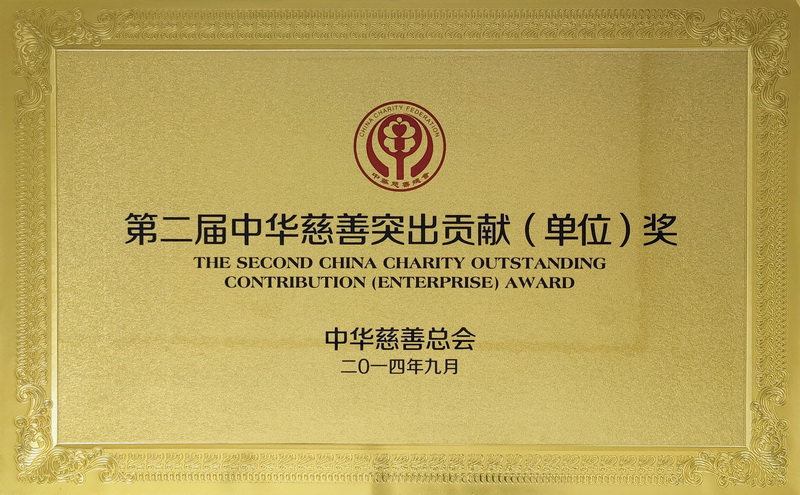 CHINA CHARITY FEDERATION
中華慈善總會
第二届中华慈善突出贡献（单位）奖
THE SECOND CHINA CHARITY OUTSTANDING
CONTRIBUTION (ENTERPRISE) AWARD
中华慈善总会
二〇一四年九月